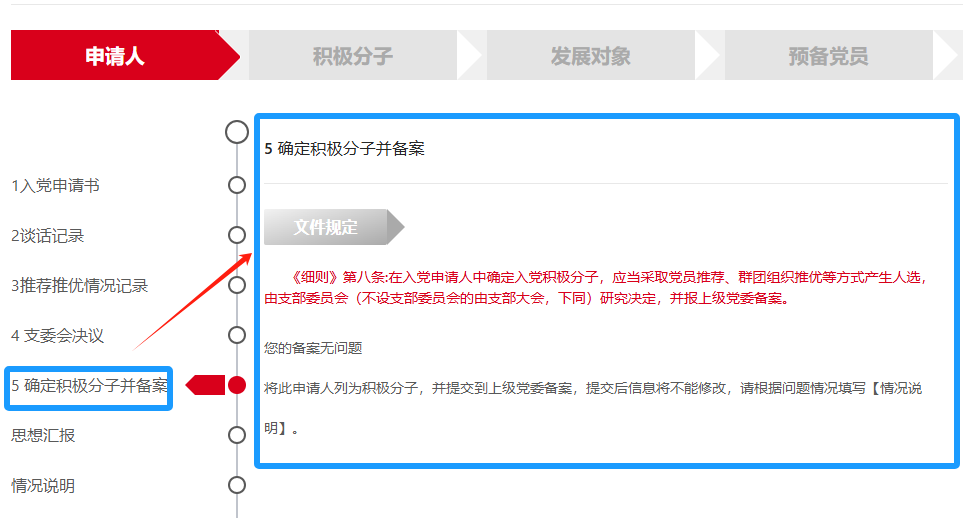 申请人
积极分子
发展对象
预备党员
1入党申请书
2谈话记录
3推荐推优情况记录
4 支委会决议
5 确定积极分子并备案
思想汇报
情况说明
5 确定积极分子并备案
文件规定
《细则》第八条:在入党申请人中确定入党积极分子，应当采取党员推荐、群团组织推优等方式产生人选，
由支部委员会（不设支部委员会的由支部大会，下同）研究决定，并报上级党委备案。
您的备案无问题
将此申请人列为积极分子，并提交到上级党委备案，提交后信息将不能修改，请根据问题情况填写【情况说
明】。